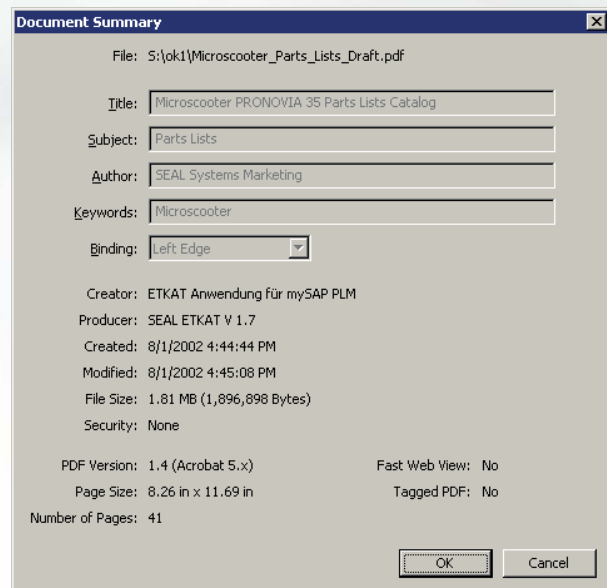 Document Summary
File: S:\ok1\Microscooter_Parts_Lists_Draft.pdf
Title: Microscooter PRONOVIA 35 Parts Lists Catalog
Subject: Parts Lists
Author: SEAL Systems Marketing
Keywords: Microscooter
Binding: Left Edge
Creator: ETKAT Anwendung für mySAP PLM
Producer: SEAL ETKAT V 1.7
Created: 8/1/2002 4:44:44 PM
Modified: 8/1/2002 4:45:08 PM
File Size: 1.81 MB (1,896,898 Bytes)
Security: None
PDF Version: 1.4 (Acrobat 5.x) Fast Web View: No
Page Size: 8.26 in x 11.69 in Tagged PDF: No
Number of Pages: 41
OK Cancel